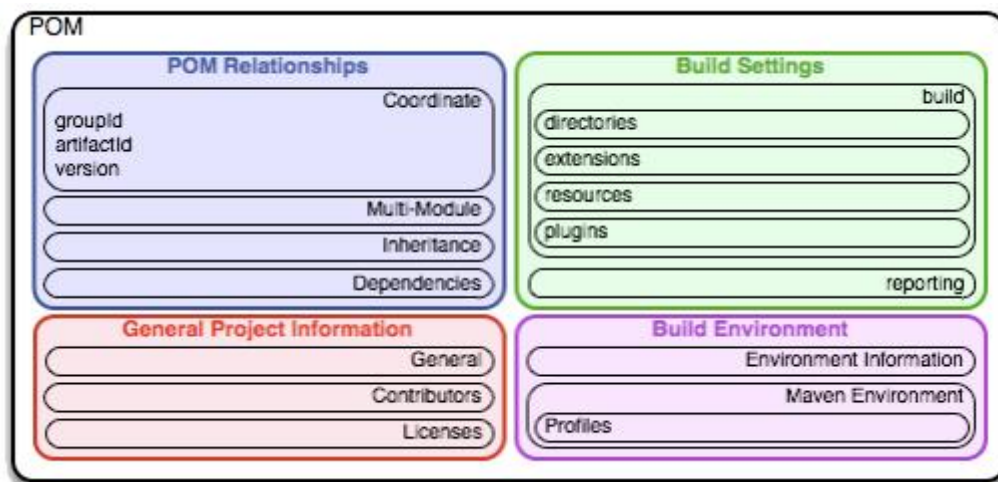 POM
POM Relationships
Coordinate
groupId
artifactId
version
Multi-Module
Inheritance
Dependencies
Build Settings
build
directories
extensions
resources
plugins
reporting
General Project Information
General
Contributors
Licenses
Build Environment
Environment Information
Maven Environment
Profiles